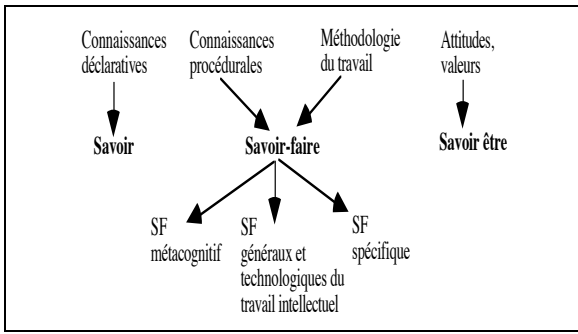 Connaissances
déclaratives
Connaissances
procédurales
Méthodologie
du travail
Attitudes,
valeurs
Savoir
Savoir-faire
Savoir être
SF
métacognitif
SF
généraux et
technologiques du
travail intellectuel
SF
spécifique